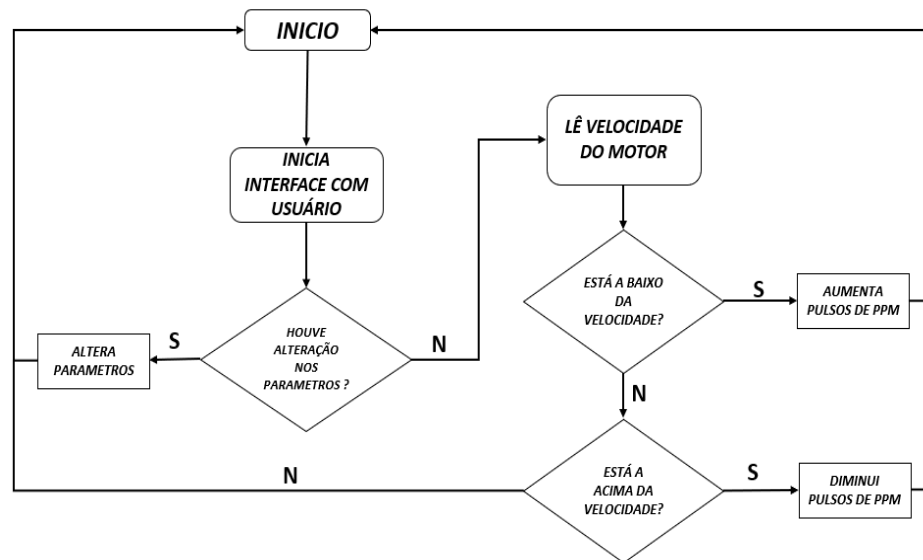 INICIO
INICIA
INTERFACE COM
USUÁRIO
HOUVE
ALTERAÇÃO
NOS
PARAMETROS ?
S
ALTERA
PARAMETROS
N
LÊ VELOCIDADE
DO MOTOR
ESTÁ A BAIXO
DA
VELOCIDADE?
S
AUMENTA
PULSOS DE PPM
N
ESTÁ A
ACIMA DA
VELOCIDADE?
S
DIMINUI
PULSOS DE PPM
N